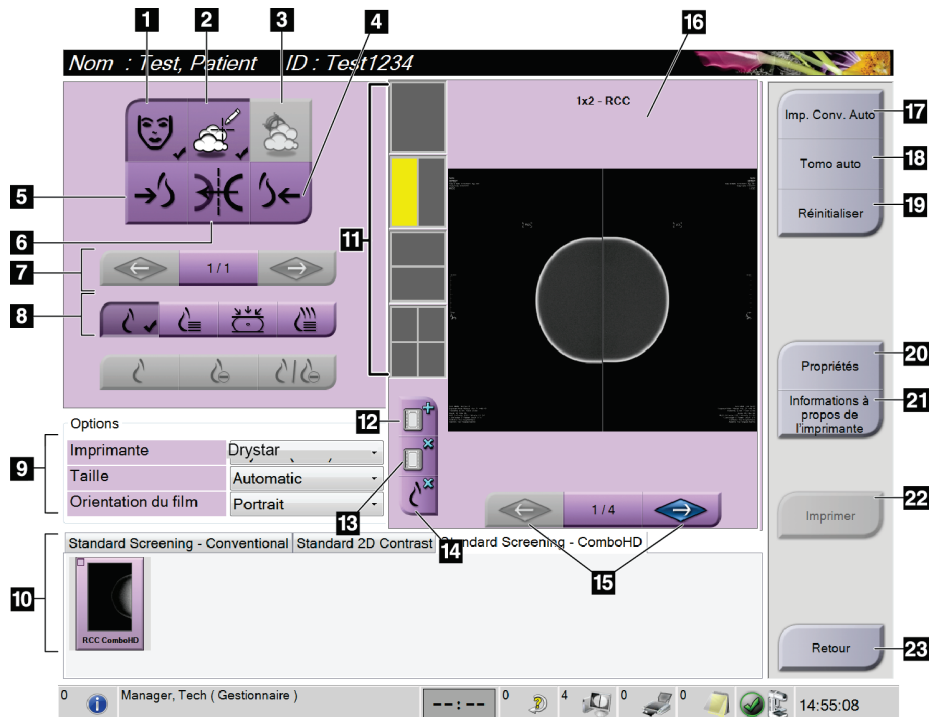 1 2 3 4 16
Nom : Test, Patient ID : Test1234
1x2 - RCC
Imp. Conv. Auto 17
Tomo auto 18
Réinitialiser 19
5
6
11
7
1 / 1
8
Propriétés 20
Informations à
propos de
l'imprimante
21
Options
12
9
Imprimante Drystar
Taille Automatic
Orientation du film Portrait
13
14
1 / 4
15
Imprimer 22
10
Standard Screening - Conventional Standard 2D Contrast Standard Screening - ComboHD
RCC ComboHD
Retour 23
0 Manager, Tech ( Gestionnaire ) --:-- 0 4 0 0 14:55:08